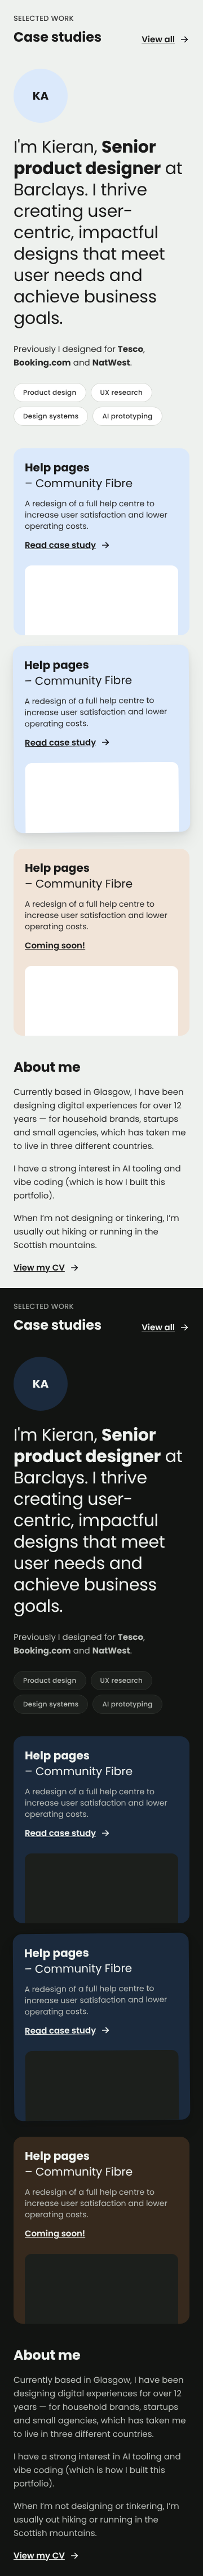 SELECTED WORK
Case studies
View all →
KA
I'm Kieran, Senior
product designer at
Barclays. I thrive
creating user-
centric, impactful
designs that meet
user needs and
achieve business
goals.
Previously I designed for Tesco,
Booking.com and NatWest.
Product design
UX research
Design systems
AI prototyping
Help pages
– Community Fibre
A redesign of a full help centre to
increase user satisfaction and lower
operating costs.
Read case study →
Help pages
– Community Fibre
A redesign of a full help centre to
increase user satisfaction and lower
operating costs.
Read case study →
Help pages
– Community Fibre
A redesign of a full help centre to
increase user satisfaction and lower
operating costs.
Coming soon!
About me
Currently based in Glasgow, I have been
designing digital experiences for over 12
years — for household brands, startups
and small agencies, which has taken me
to live in three different countries.
I have a strong interest in AI tooling and
vibe coding (which is how I built this
portfolio).
When I'm not designing or tinkering, I'm
usually out hiking or running in the
Scottish mountains.
View my CV →
SELECTED WORK
Case studies
View all →
KA
I'm Kieran, Senior
product designer at
Barclays. I thrive
creating user-
centric, impactful
designs that meet
user needs and
achieve business
goals.
Previously I designed for Tesco,
Booking.com and NatWest.
Product design
UX research
Design systems
AI prototyping
Help pages
– Community Fibre
A redesign of a full help centre to
increase user satisfaction and lower
operating costs.
Read case study →
Help pages
– Community Fibre
A redesign of a full help centre to
increase user satisfaction and lower
operating costs.
Read case study →
Help pages
– Community Fibre
A redesign of a full help centre to
increase user satisfaction and lower
operating costs.
Coming soon!
About me
Currently based in Glasgow, I have been
designing digital experiences for over 12
years — for household brands, startups
and small agencies, which has taken me
to live in three different countries.
I have a strong interest in AI tooling and
vibe coding (which is how I built this
portfolio).
When I'm not designing or tinkering, I'm
usually out hiking or running in the
Scottish mountains.
View my CV →